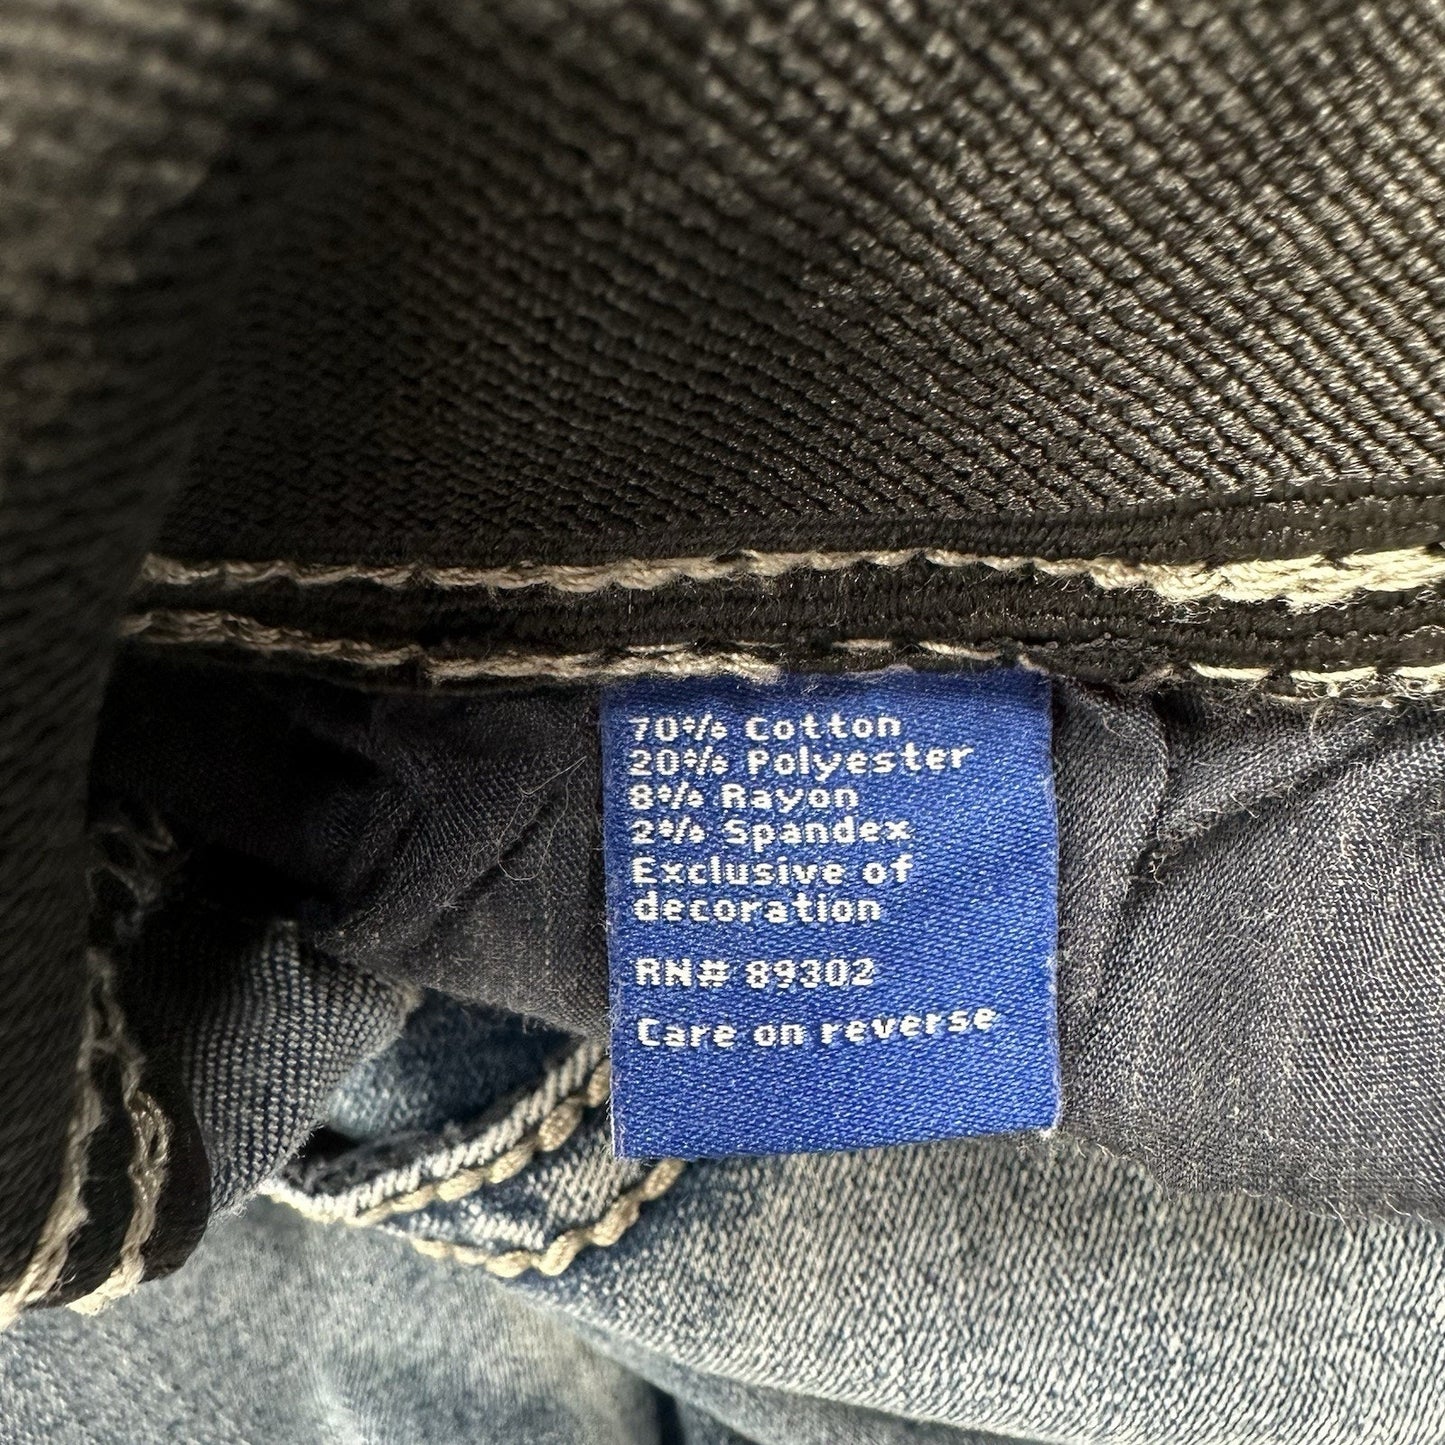 70% Cotton
20% Polyester
8% Rayon
2% Spandex
Exclusive of
decoration
RN# 89302
Care on reverse